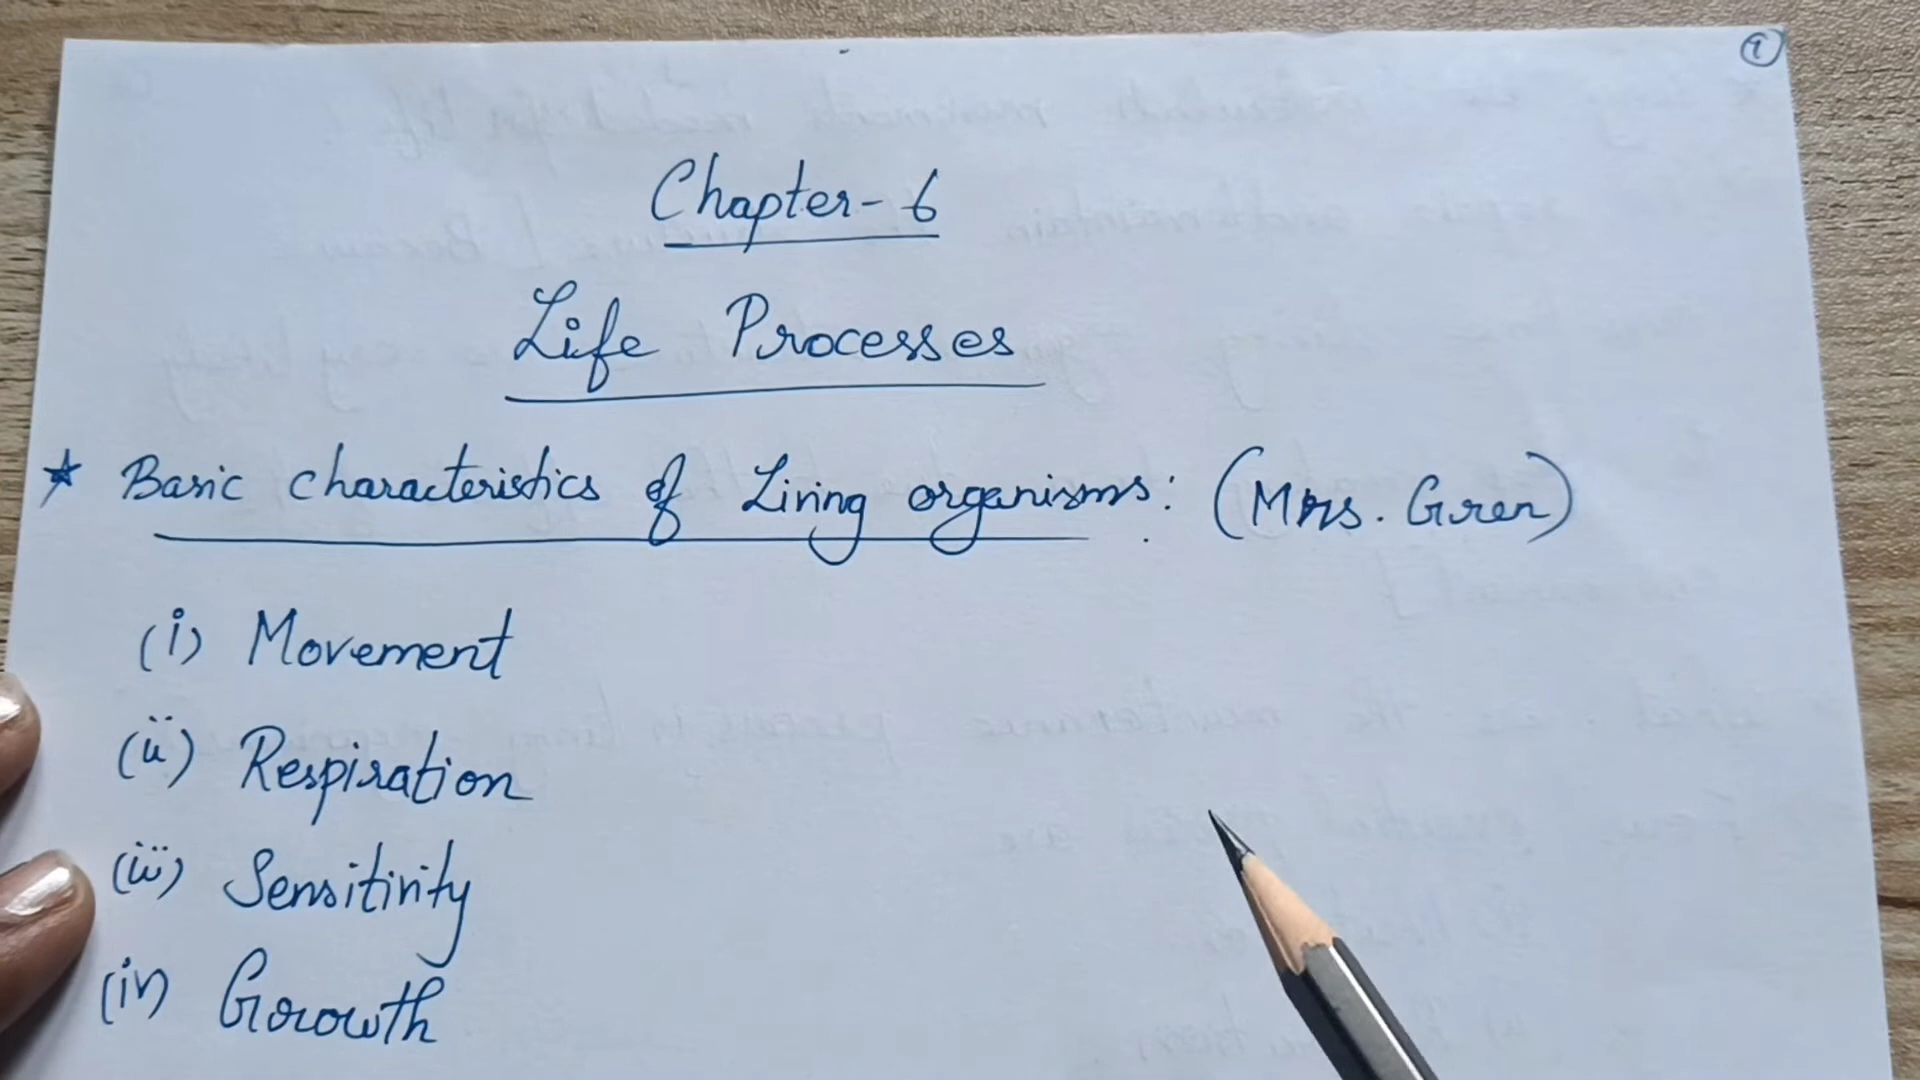 1
Chapter-6
Life Processes
★ Basic characteristics of Living organisms: (Mrs. Gren)
(i) Movement
(ii) Respiration
(iii) Sensitivity
(iv) Growth